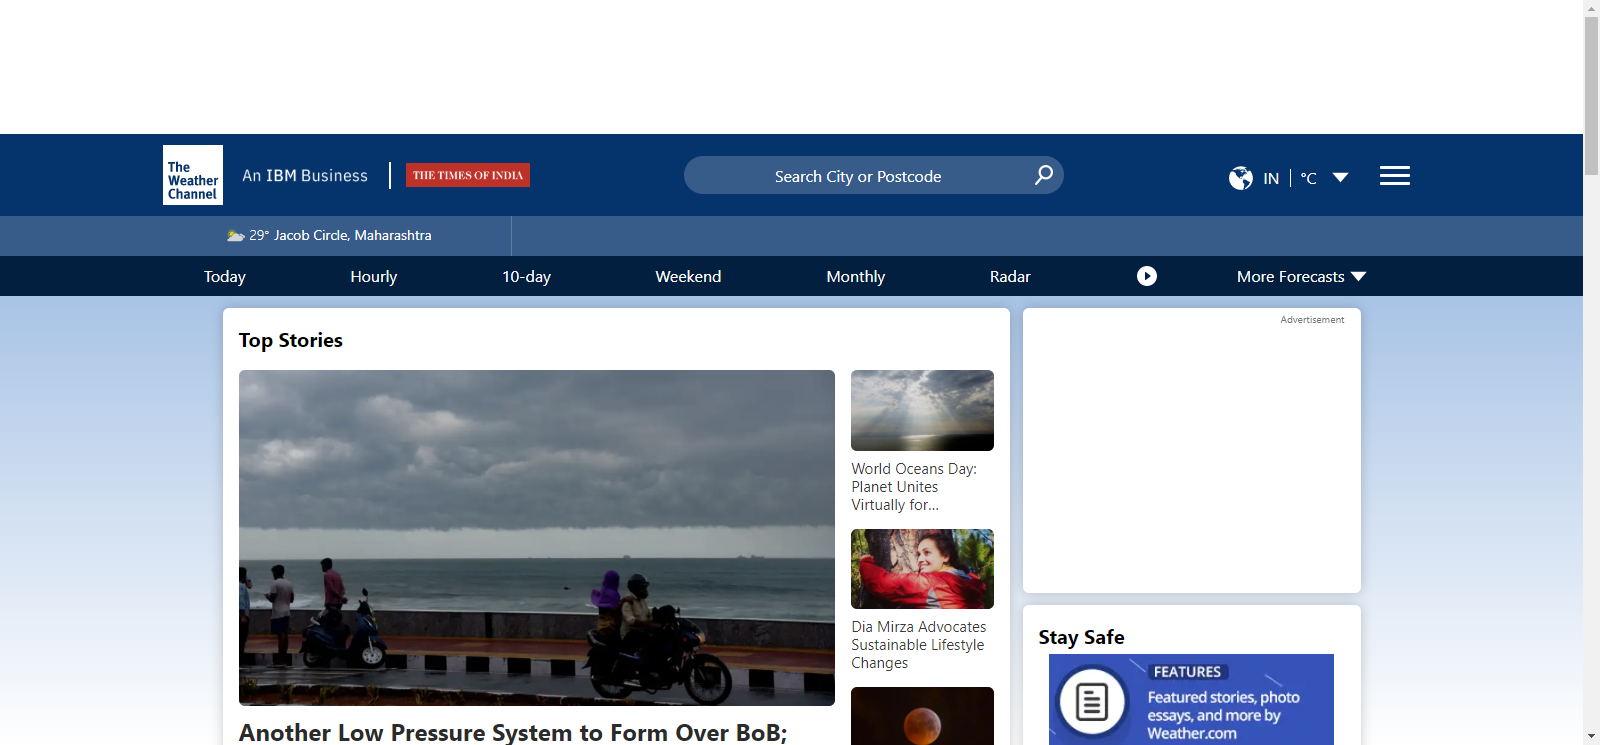 The
Weather
Channel
An IBM Business
THE TIMES OF INDIA
Search City or Postcode
IN
°C
29° Jacob Circle, Maharashtra
Today
Hourly
10-day
Weekend
Monthly
Radar
More Forecasts
Top Stories
World Oceans Day:
Planet Unites
Virtually for...
Dia Mirza Advocates
Sustainable Lifestyle
Changes
Another Low Pressure System to Form Over BoB;
Advertisement
Stay Safe
FEATURES
Featured stories, photo
essays, and more by
Weather.com